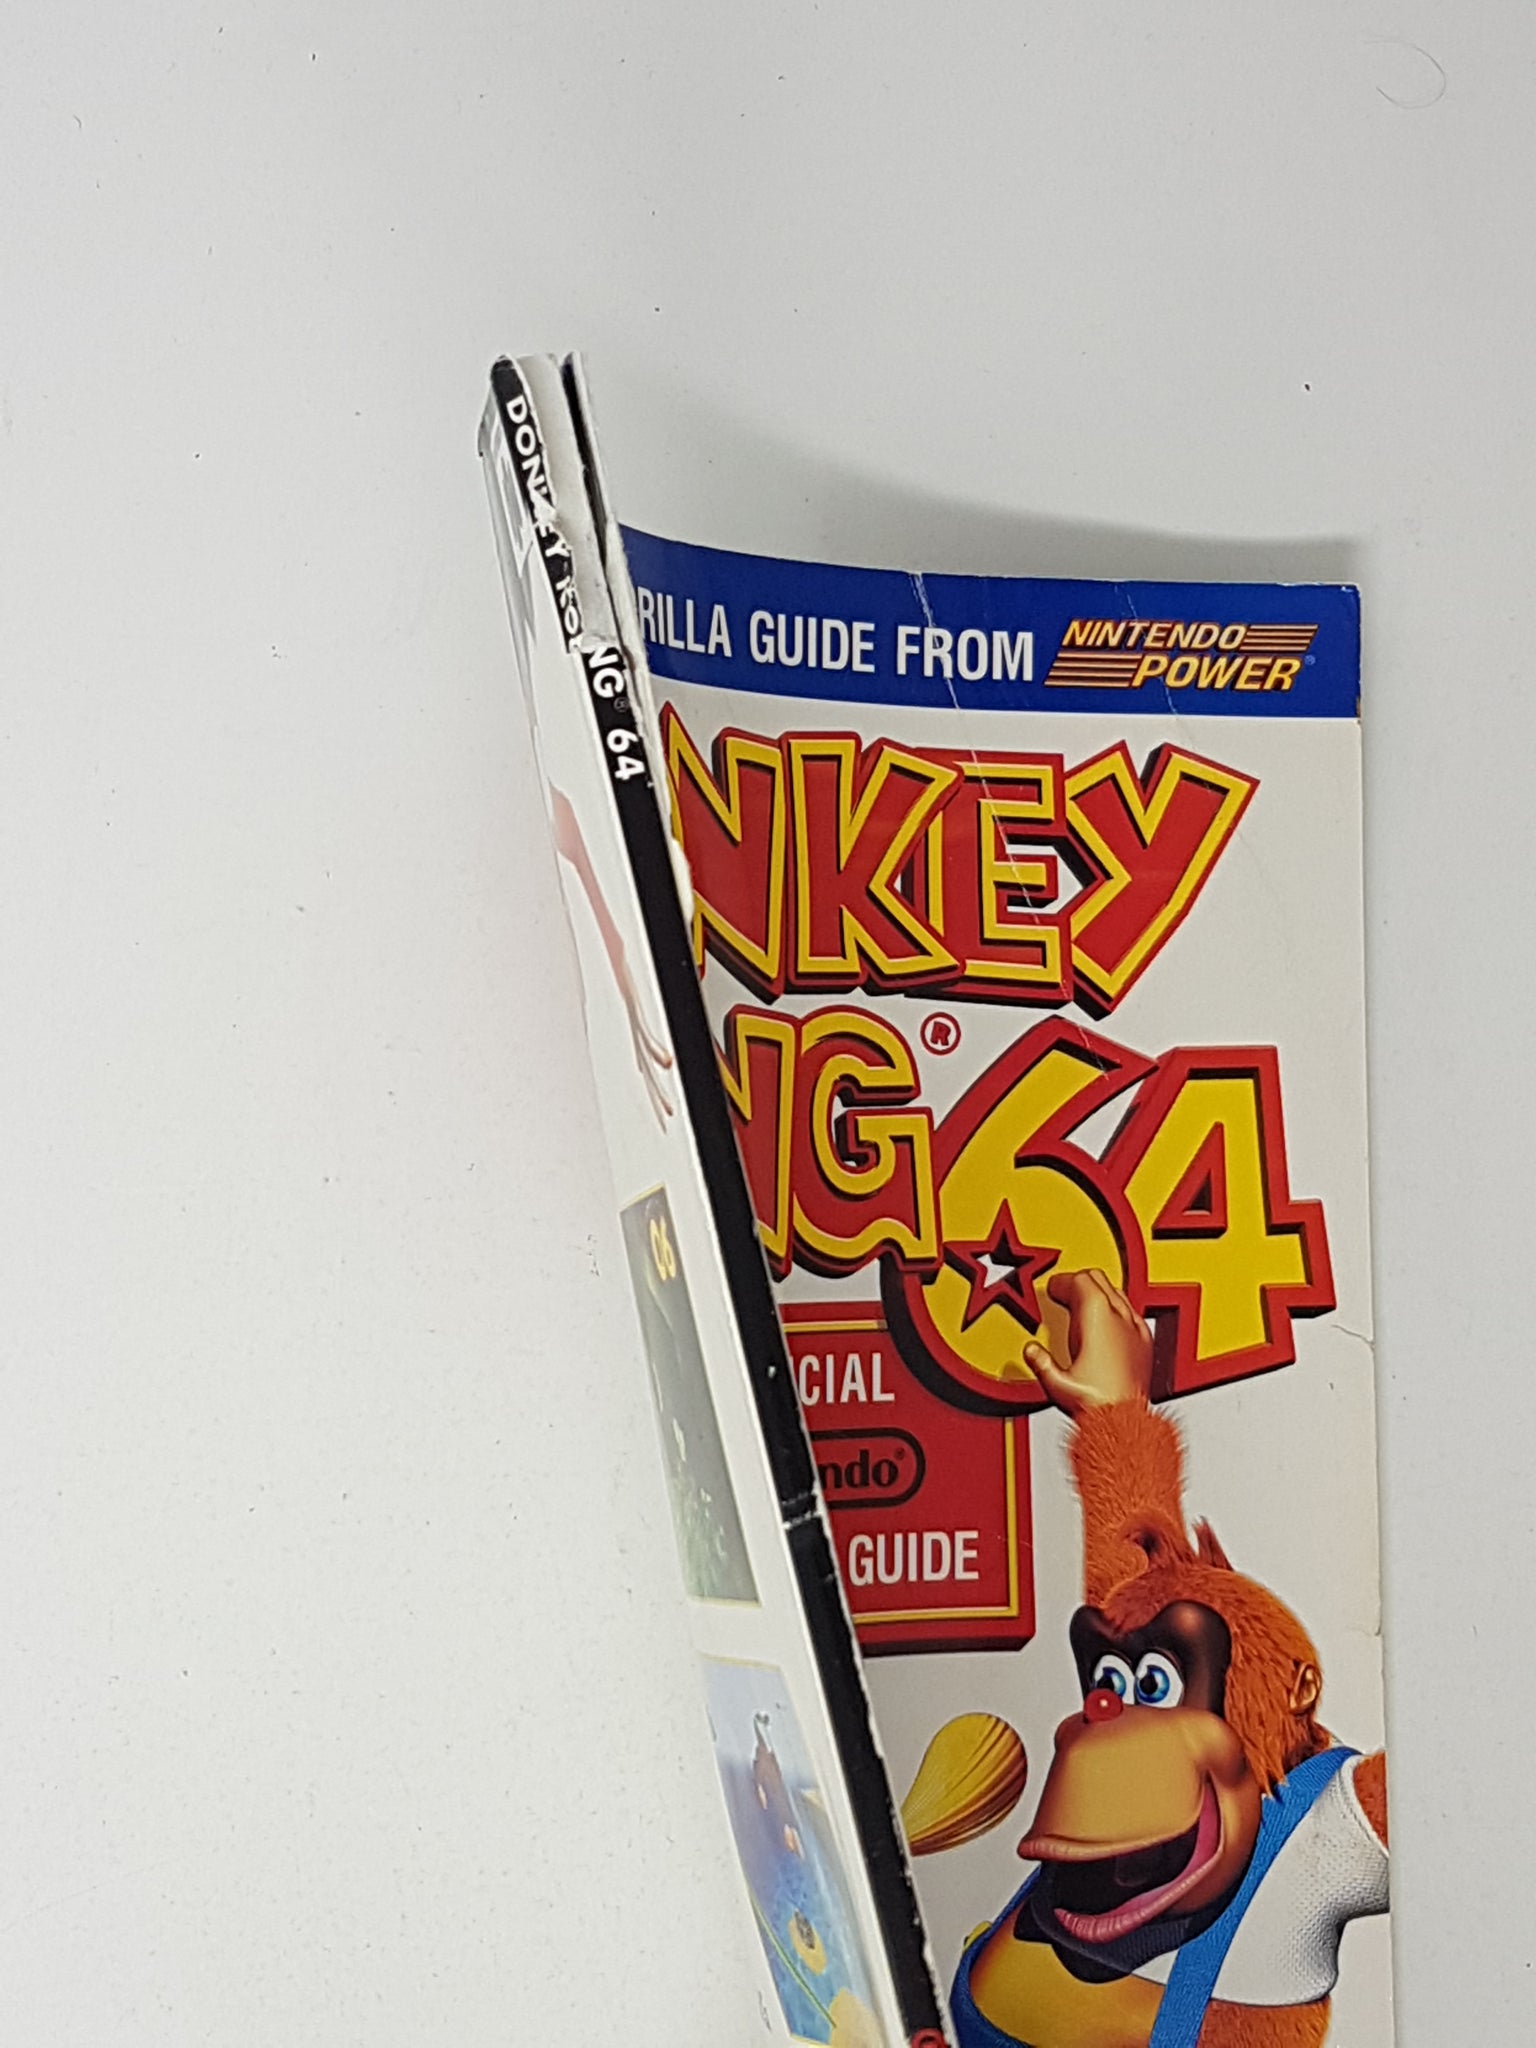 DONKEY KONG® 64
RILLA GUIDE FROM NINTENDO POWER®
NKEY
NG® 64
CIAL
ndo®
GUIDE